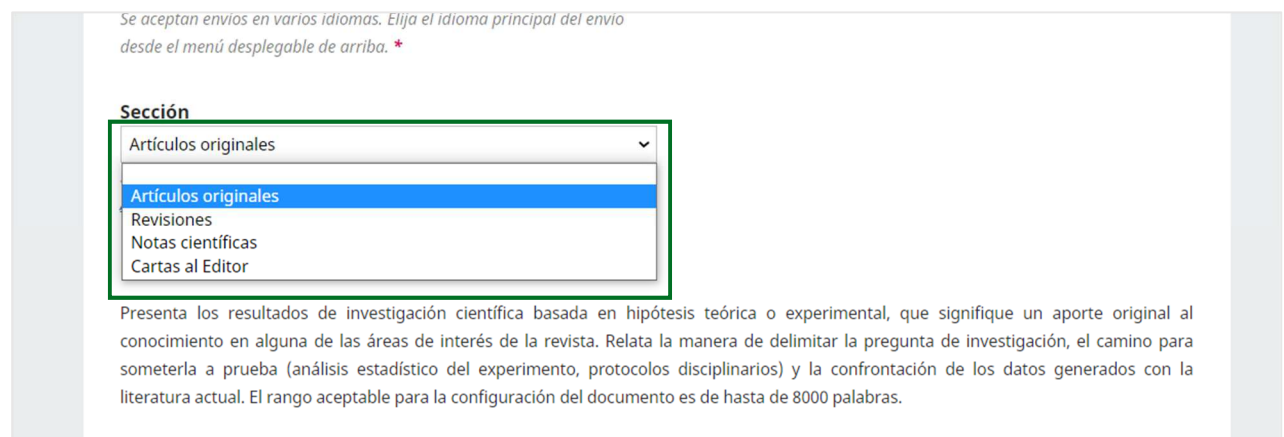 Se aceptan envíos en varios idiomas. Elija el idioma principal del envío
desde el menú desplegable de arriba. *
Sección
Artículos originales
Artículos originales
Revisiones
Notas científicas
Cartas al Editor
Presenta los resultados de investigación científica basada en hipótesis teórica o experimental, que signifique un aporte original al
conocimiento en alguna de las áreas de interés de la revista. Relata la manera de delimitar la pregunta de investigación, el camino para
someterla a prueba (análisis estadístico del experimento, protocolos disciplinarios) y la confrontación de los datos generados con la
literatura actual. El rango aceptable para la configuración del documento es de hasta de 8000 palabras.